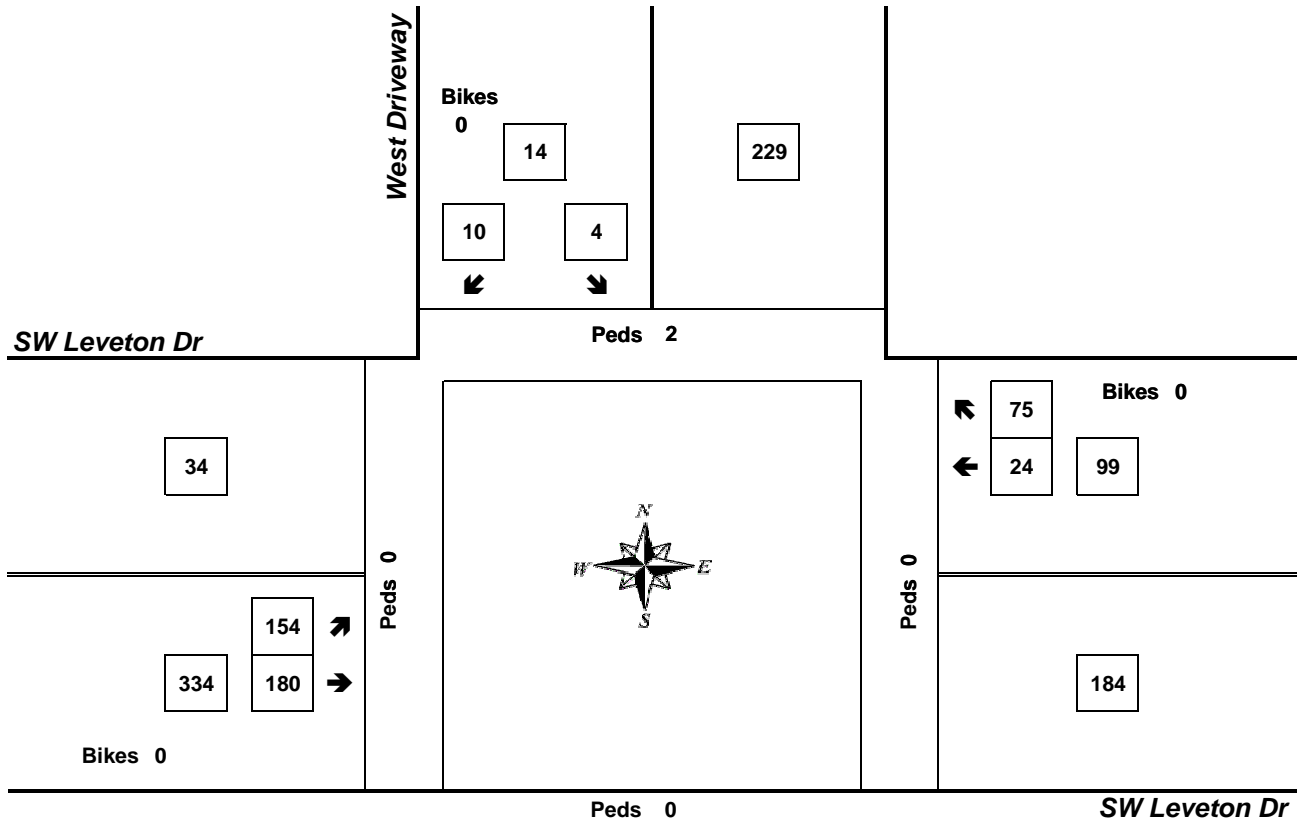 West Driveway
Bikes
0
14
229
10
4
Peds 2
SW Leveton Dr
75
Bikes 0
34
24
99
N
W
E
S
Peds 0
Peds 0
154
334
180
184
Bikes 0
Peds 0
SW Leveton Dr